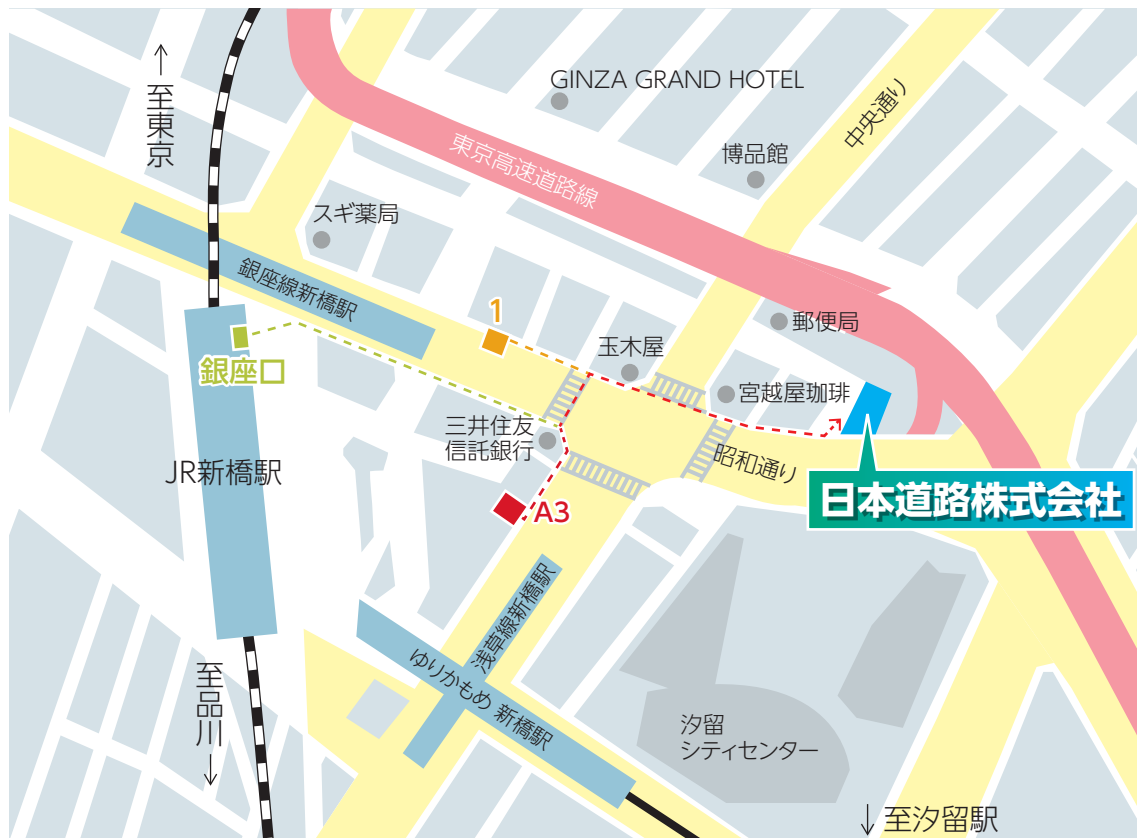 ↑至東京
GINZA GRAND HOTEL
中央通り
博品館
東京高速道路線
スギ薬局
銀座線新橋駅
1
郵便局
玉木屋
銀座口
宮越屋珈琲
三井住友
信託銀行
昭和通り
JR新橋駅
日本道路株式会社
A3
浅草線新橋駅
ゆりかもめ 新橋駅
至品川↓
汐留
シティセンター
↓至汐留駅